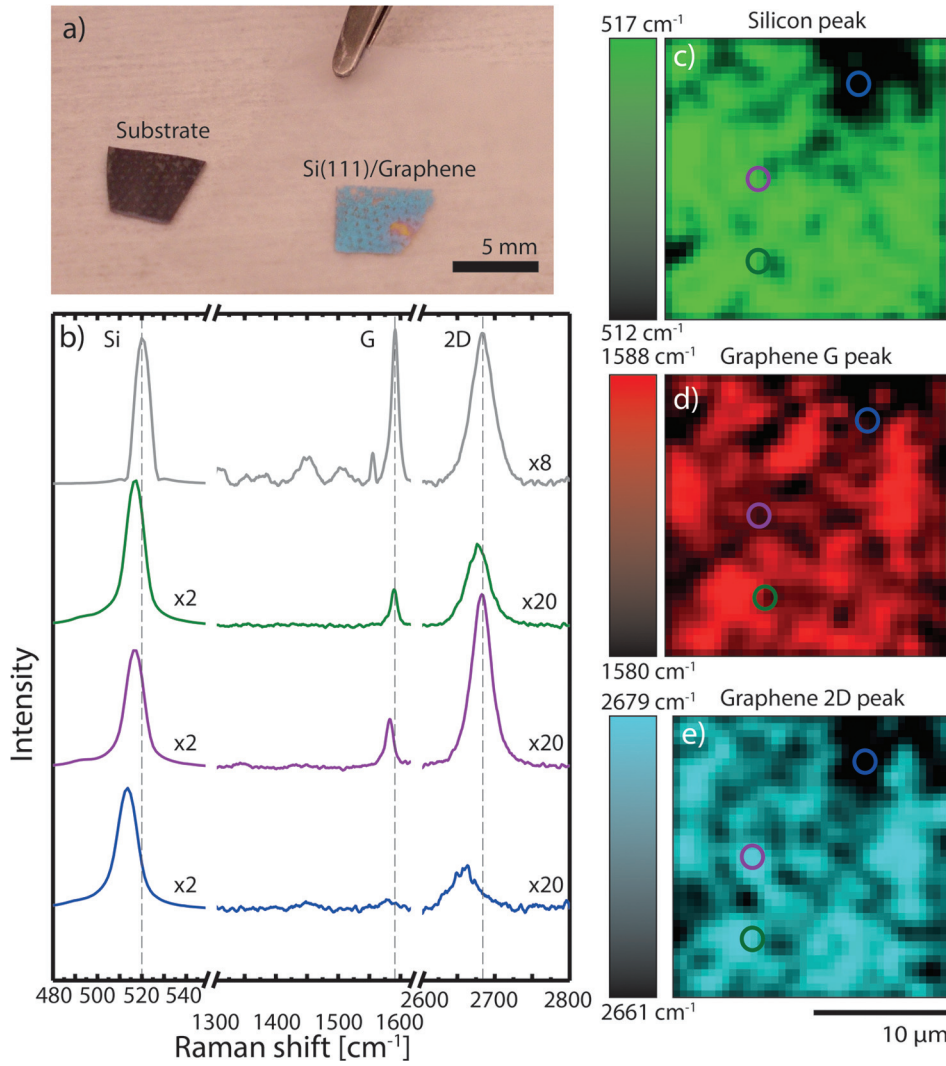 a)
Substrate
Si(111)/Graphene
5 mm
b)
Si
G
2D
x8
x2
x20
x2
x20
x2
x20
Intensity
480 500 520 540
1300 1400 1500 1600
2600 2700 2800
Raman shift [cm⁻¹]
517 cm⁻¹
Silicon peak
c)
512 cm⁻¹
1588 cm⁻¹
Graphene G peak
d)
1580 cm⁻¹
2679 cm⁻¹
Graphene 2D peak
e)
2661 cm⁻¹
10 µm